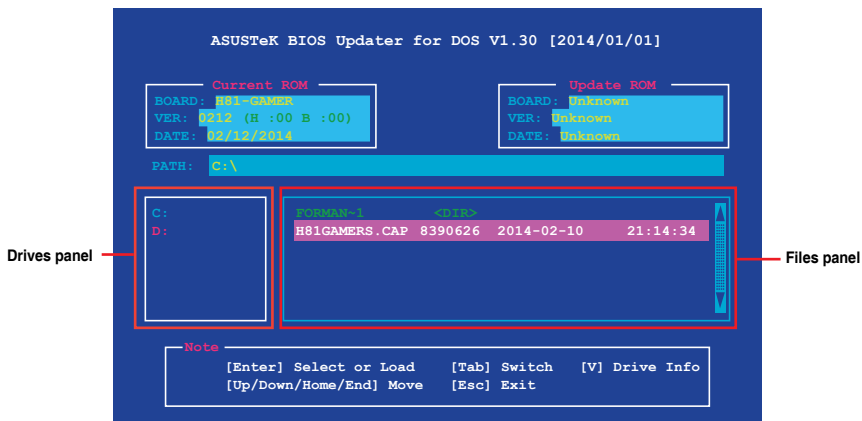 ASUSTeK BIOS Updater for DOS V1.30 [2014/01/01]
Current ROM
BOARD: H81-GAMER
VER: 0212 (H :00 B :00)
DATE: 02/12/2014
Update ROM
BOARD: Unknown
VER: Unknown
DATE: Unknown
PATH: C:\
Drives panel
C:
D:
FORMAN~1 <DIR>
H81GAMERS.CAP 8390626 2014-02-10 21:14:34
Files panel
Note
[Enter] Select or Load [Tab] Switch [V] Drive Info
[Up/Down/Home/End] Move [Esc] Exit